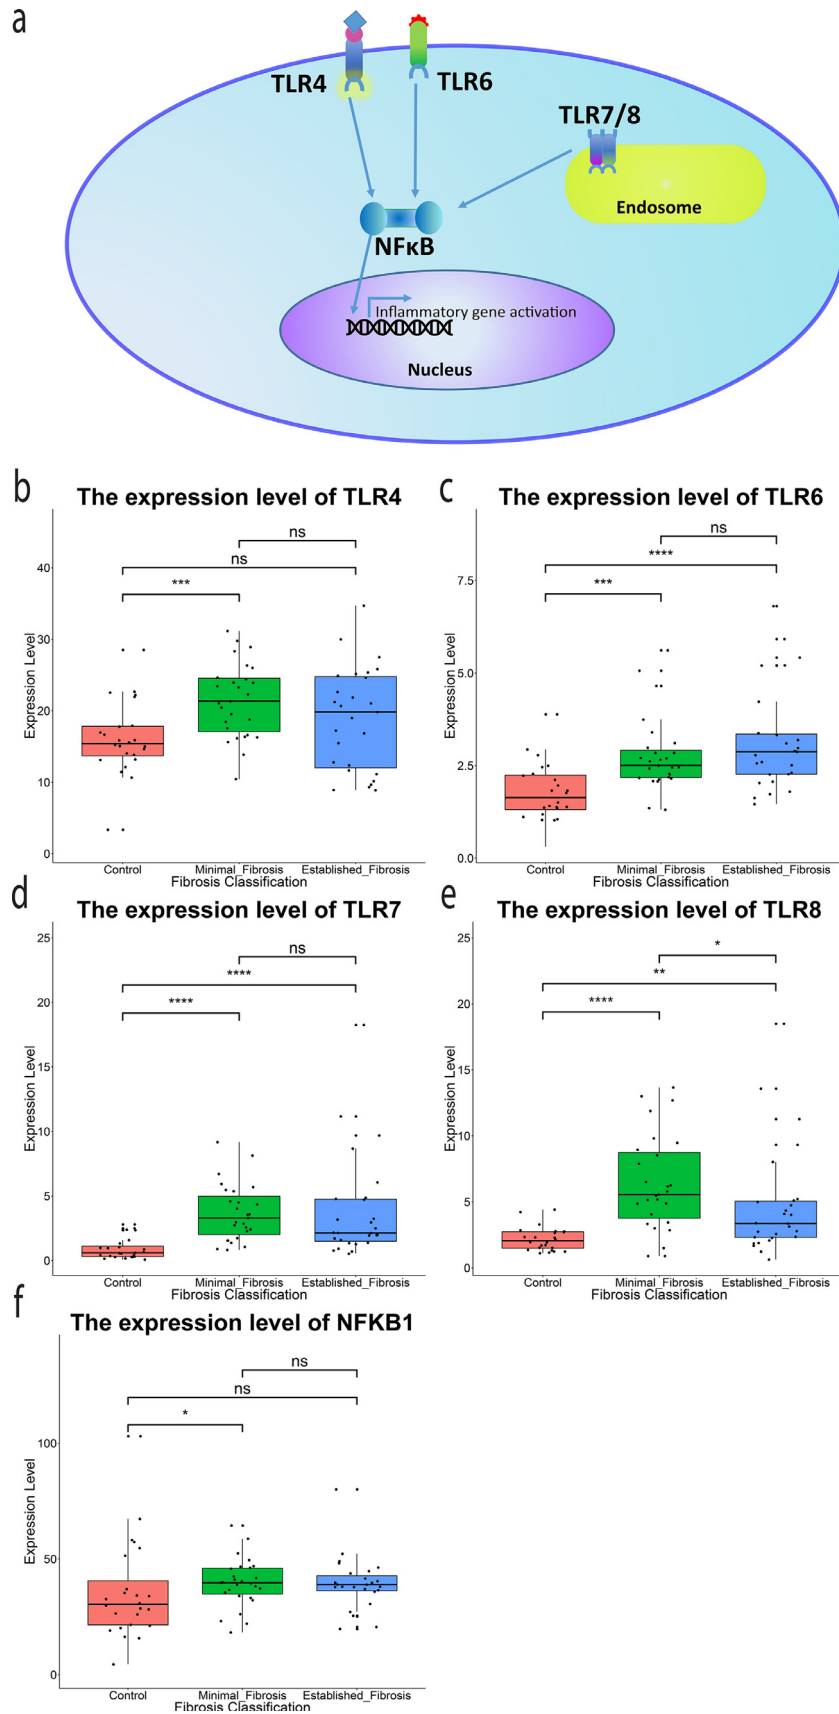 a
TLR4
TLR6
TLR7/8
Endosome
NFκB
Inflammatory gene activation
Nucleus
b
The expression level of TLR4
ns
ns
***
Expression Level
40
30
20
10
0
Control
Minimal_Fibrosis
Established_Fibrosis
Fibrosis Classification
c
The expression level of TLR6
ns
****
***
Expression Level
7.5
5.0
2.5
0.0
Control
Minimal_Fibrosis
Established_Fibrosis
Fibrosis Classification
d
The expression level of TLR7
ns
****
****
Expression Level
25
20
15
10
5
0
Control
Minimal_Fibrosis
Established_Fibrosis
Fibrosis Classification
e
The expression level of TLR8
*
**
****
Expression Level
25
20
15
10
5
0
Control
Minimal_Fibrosis
Established_Fibrosis
Fibrosis Classification
f
The expression level of NFKB1
ns
ns
*
Expression Level
100
50
0
Control
Minimal_Fibrosis
Established_Fibrosis
Fibrosis Classification